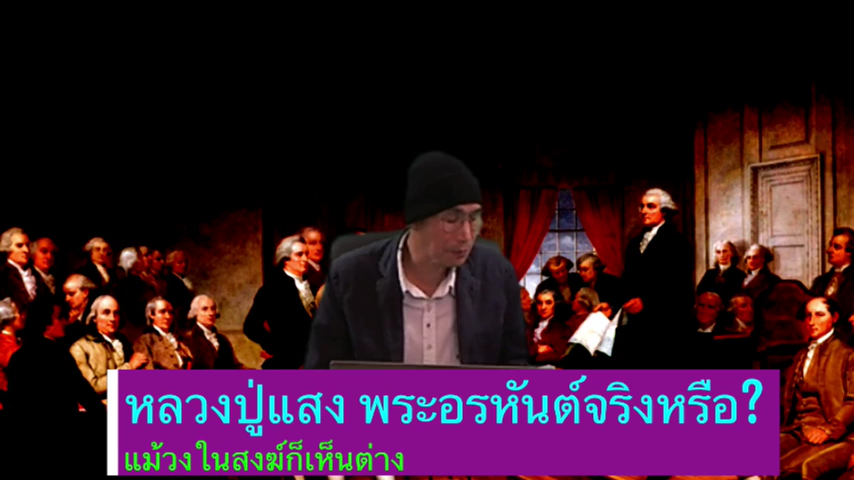 หลวงปู่แสง พระอรหันต์จริงหรือ?
แม้วงในสงฆ์ก็เห็นต่าง